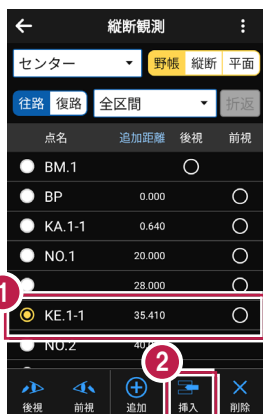 縦断観測
センター 野帳 縦断 平面
往路 復路 全区間 折返
点名 追加距離 後視 前視
BM.1
BP 0.000
KA.1-1 0.640
NO.1 20.000
28.000
1
KE.1-1 35.410
NO.2
2
後視 前視 追加 挿入 削除